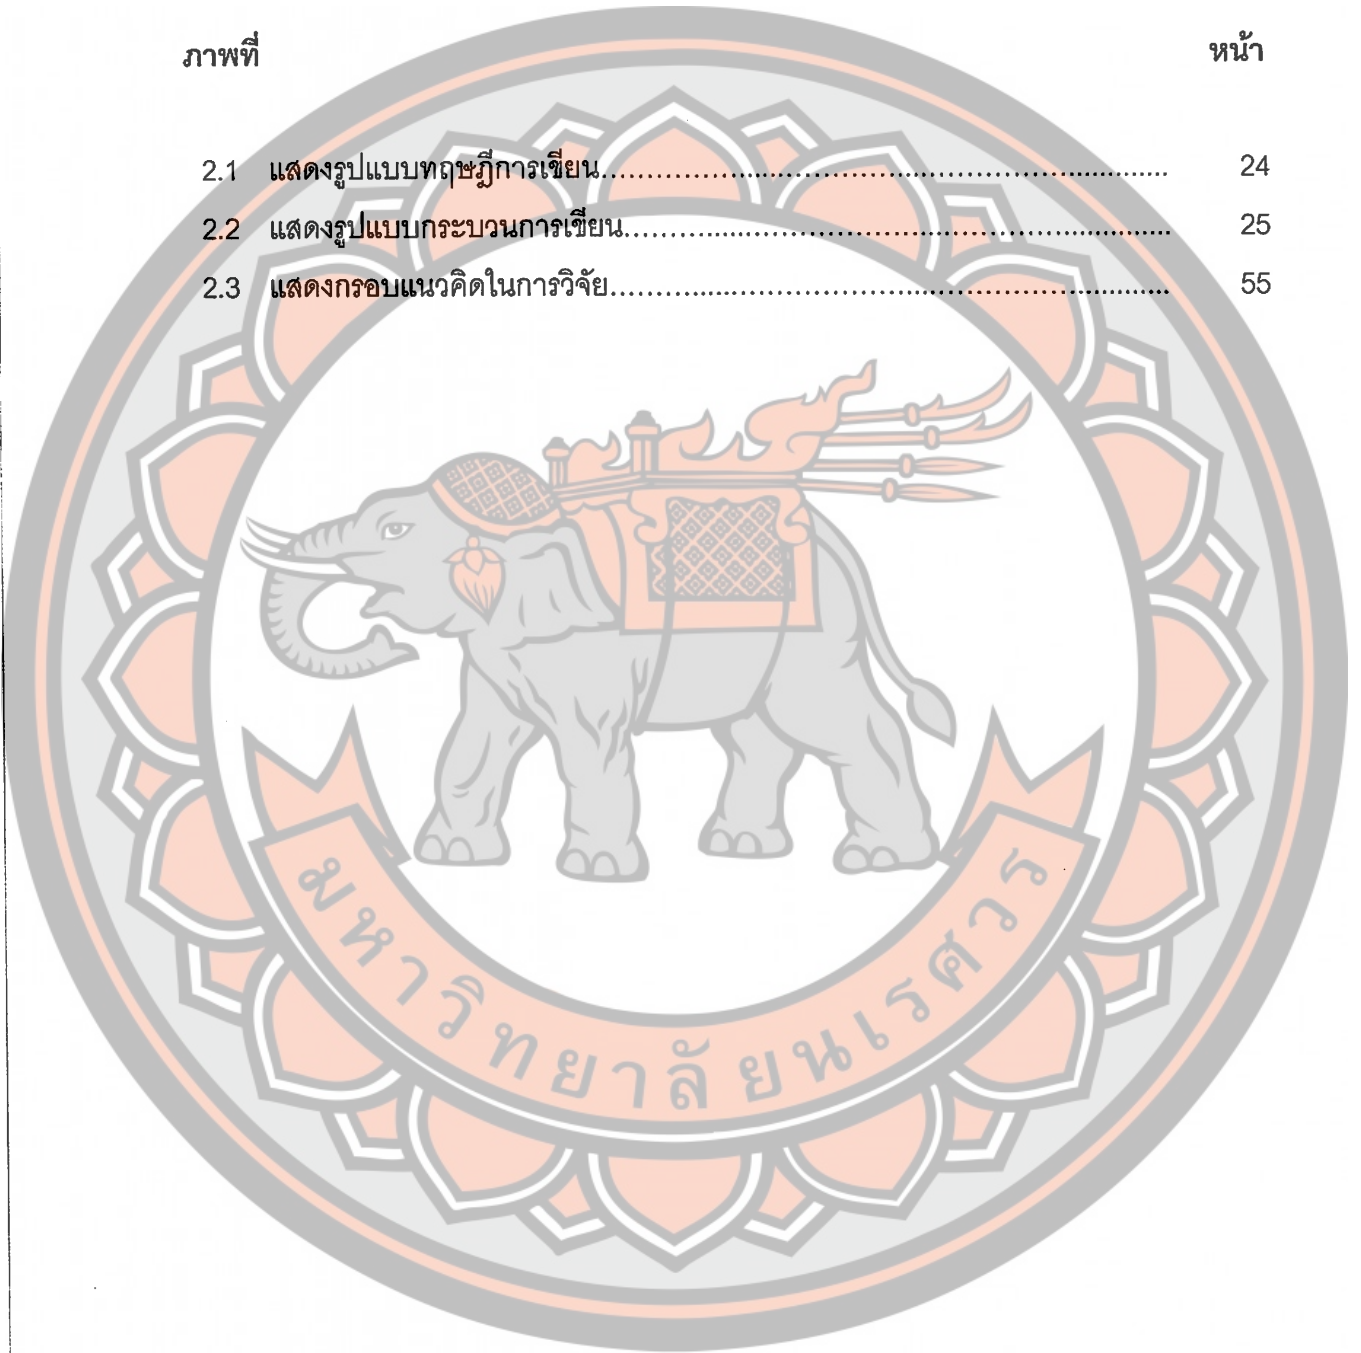 ภาพที่ หน้า
2.1 แสดงรูปแบบทฤษฎีการเขียน........................................................................ 24
2.2 แสดงรูปแบบกระบวนการเขียน..................................................................... 25
2.3 แสดงกรอบแนวคิดในการวิจัย....................................................................... 55
มหาวิทยาลัยนเรศวร